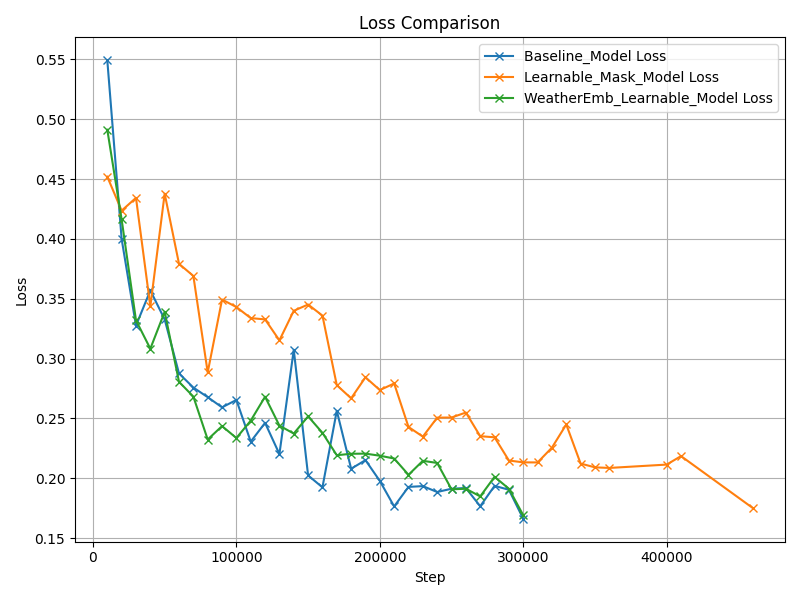 Loss Comparison
Baseline_Model Loss
Learnable_Mask_Model Loss
WeatherEmb_Learnable_Model Loss
0.55
0.50
0.45
0.40
0.35
0.30
0.25
0.20
0.15
Loss
0 100000 200000 300000 400000
Step